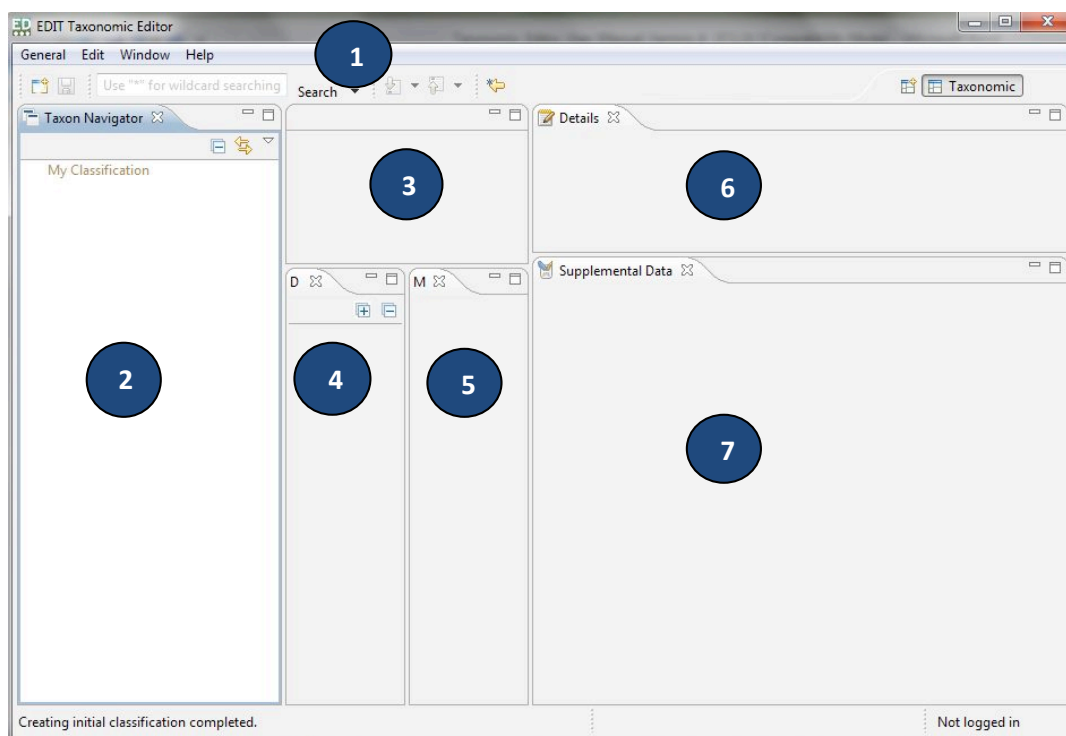 EDIT Taxonomic Editor
General Edit Window Help
1
Use "*" for wildcard searching
Search
Taxonomic
Taxon Navigator
My Classification
2
3
D
4
M
5
Details
6
Supplemental Data
7
Creating initial classification completed.
Not logged in